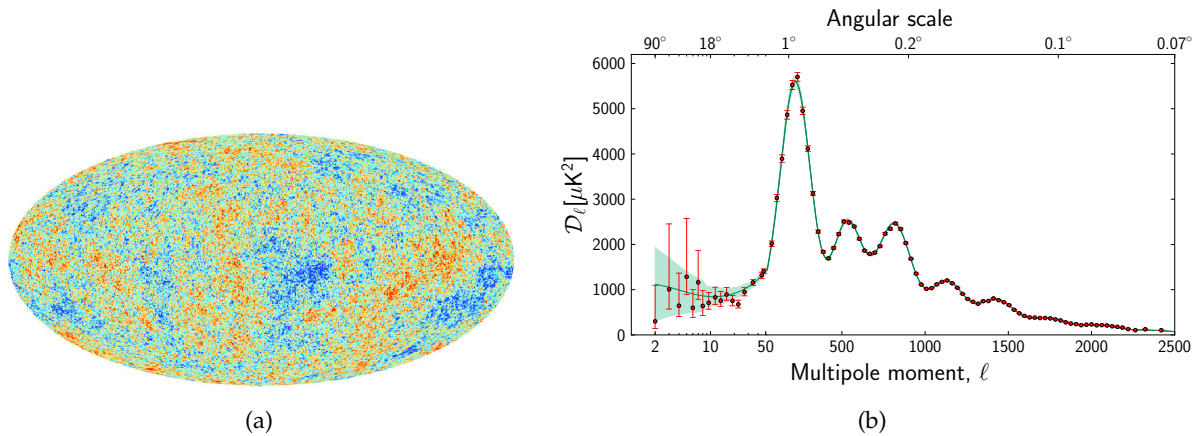 Angular scale
90° 18° 1° 0.2° 0.1° 0.07°
6000
5000
4000
3000
2000
1000
0
𝒟ℓ[μK²]
2 10 50 500 1000 1500 2000 2500
Multipole moment, ℓ
(a) (b)